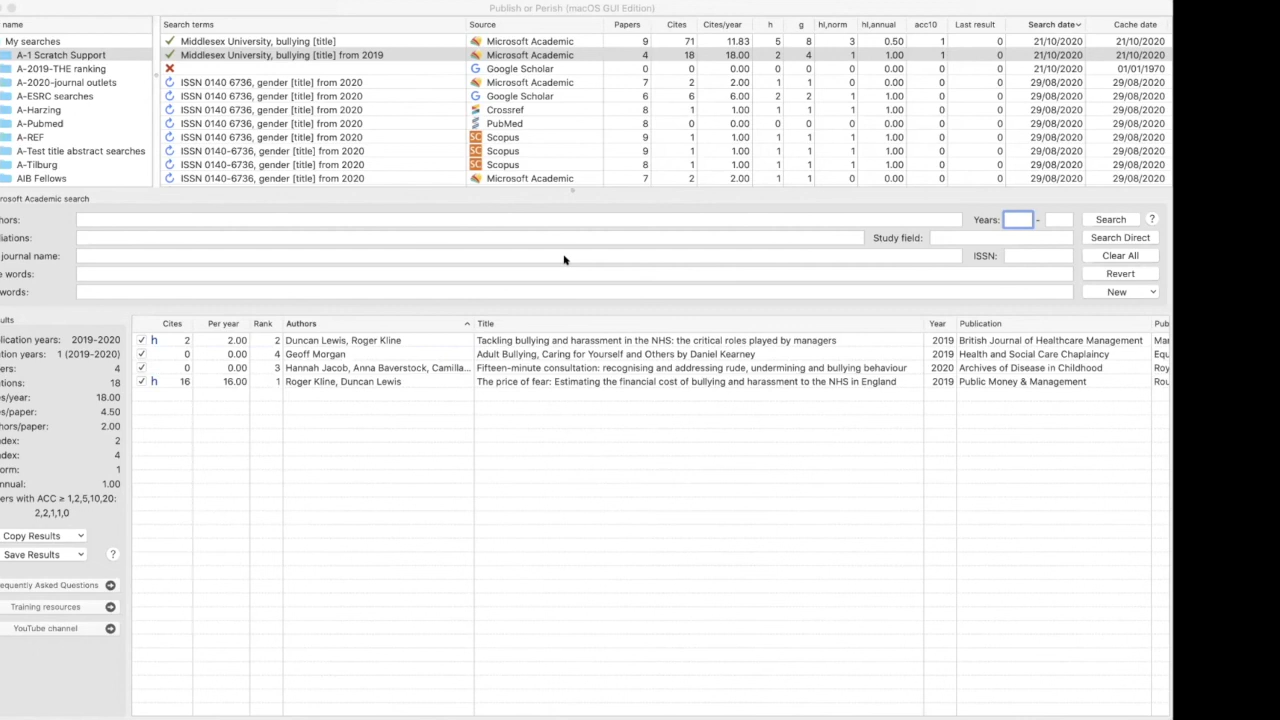 Publish or Perish (macOS GUI Edition)
name Search terms Source Papers Cites Cites/year h g hI,norm hI,annual acc10 Last result Search date Cache date
My searches ✓ Middlesex University, bullying [title] Microsoft Academic 9 71 11.83 5 8 3 0.50 1 0 21/10/2020 21/10/2020
A-1 Scratch Support ✓ Middlesex University, bullying [title] from 2019 Microsoft Academic 4 18 18.00 2 4 1 1.00 1 0 21/10/2020 21/10/2020
A-2019-THE ranking Google Scholar 0 0 0.00 0 0 0 0.00 0 0 21/10/2020 01/01/1970
A-2020-journal outlets ISSN 0140 6736, gender [title] from 2020 Microsoft Academic 7 2 2.00 1 1 0 0.00 0 0 29/08/2020 29/08/2020
A-ESRC searches ISSN 0140 6736, gender [title] from 2020 Google Scholar 6 6 6.00 2 2 1 1.00 0 0 29/08/2020 29/08/2020
A-Harzing ISSN 0140 6736, gender [title] from 2020 Crossref 8 1 1.00 1 1 1 1.00 0 0 29/08/2020 29/08/2020
A-Pubmed ISSN 0140 6736, gender [title] from 2020 PubMed 8 0 0.00 0 0 0 0.00 0 0 29/08/2020 29/08/2020
A-REF ISSN 0140 6736, gender [title] from 2020 Scopus 9 1 1.00 1 1 1 1.00 0 0 29/08/2020 29/08/2020
A-Test title abstract searches ISSN 0140-6736, gender [title] from 2020 Scopus 9 1 1.00 1 1 1 1.00 0 0 29/08/2020 29/08/2020
A-Tilburg ISSN 0140-6736, gender [title] from 2020 Scopus 8 1 1.00 1 1 1 1.00 0 0 29/08/2020 29/08/2020
AIB Fellows ISSN 0140-6736, gender [title] from 2020 Microsoft Academic 7 2 2.00 1 1 0 0.00 0 0 29/08/2020 29/08/2020
rosoft Academic search
hors: Years: - Search ?
liations: Study field: Search Direct
journal name: ISSN: Clear All
e words: Revert
words: New
ults
Cites Per year Rank Authors Title Year Publication Pub
✓ h 2 2.00 2 Duncan Lewis, Roger Kline Tackling bullying and harassment in the NHS: the critical roles played by managers 2019 British Journal of Healthcare Management Mar
✓ 0 0.00 4 Geoff Morgan Adult Bullying, Caring for Yourself and Others by Daniel Kearney 2019 Health and Social Care Chaplaincy Equ
✓ 0 0.00 3 Hannah Jacob, Anna Baverstock, Camilla... Fifteen-minute consultation: recognising and addressing rude, undermining and bullying behaviour 2020 Archives of Disease in Childhood Roy
✓ h 16 16.00 1 Roger Kline, Duncan Lewis The price of fear: Estimating the financial cost of bullying and harassment to the NHS in England 2019 Public Money & Management Rou
lication years: 2019-2020
tion years: 1 (2019-2020)
ers: 4
ations: 18
es/year: 18.00
es/paper: 4.50
hors/paper: 2.00
ndex: 2
ndex: 4
orm: 1
nnual: 1.00
ers with ACC ≥ 1,2,5,10,20:
2,2,1,1,0
Copy Results
Save Results ?
equently Asked Questions
Training resources
YouTube channel